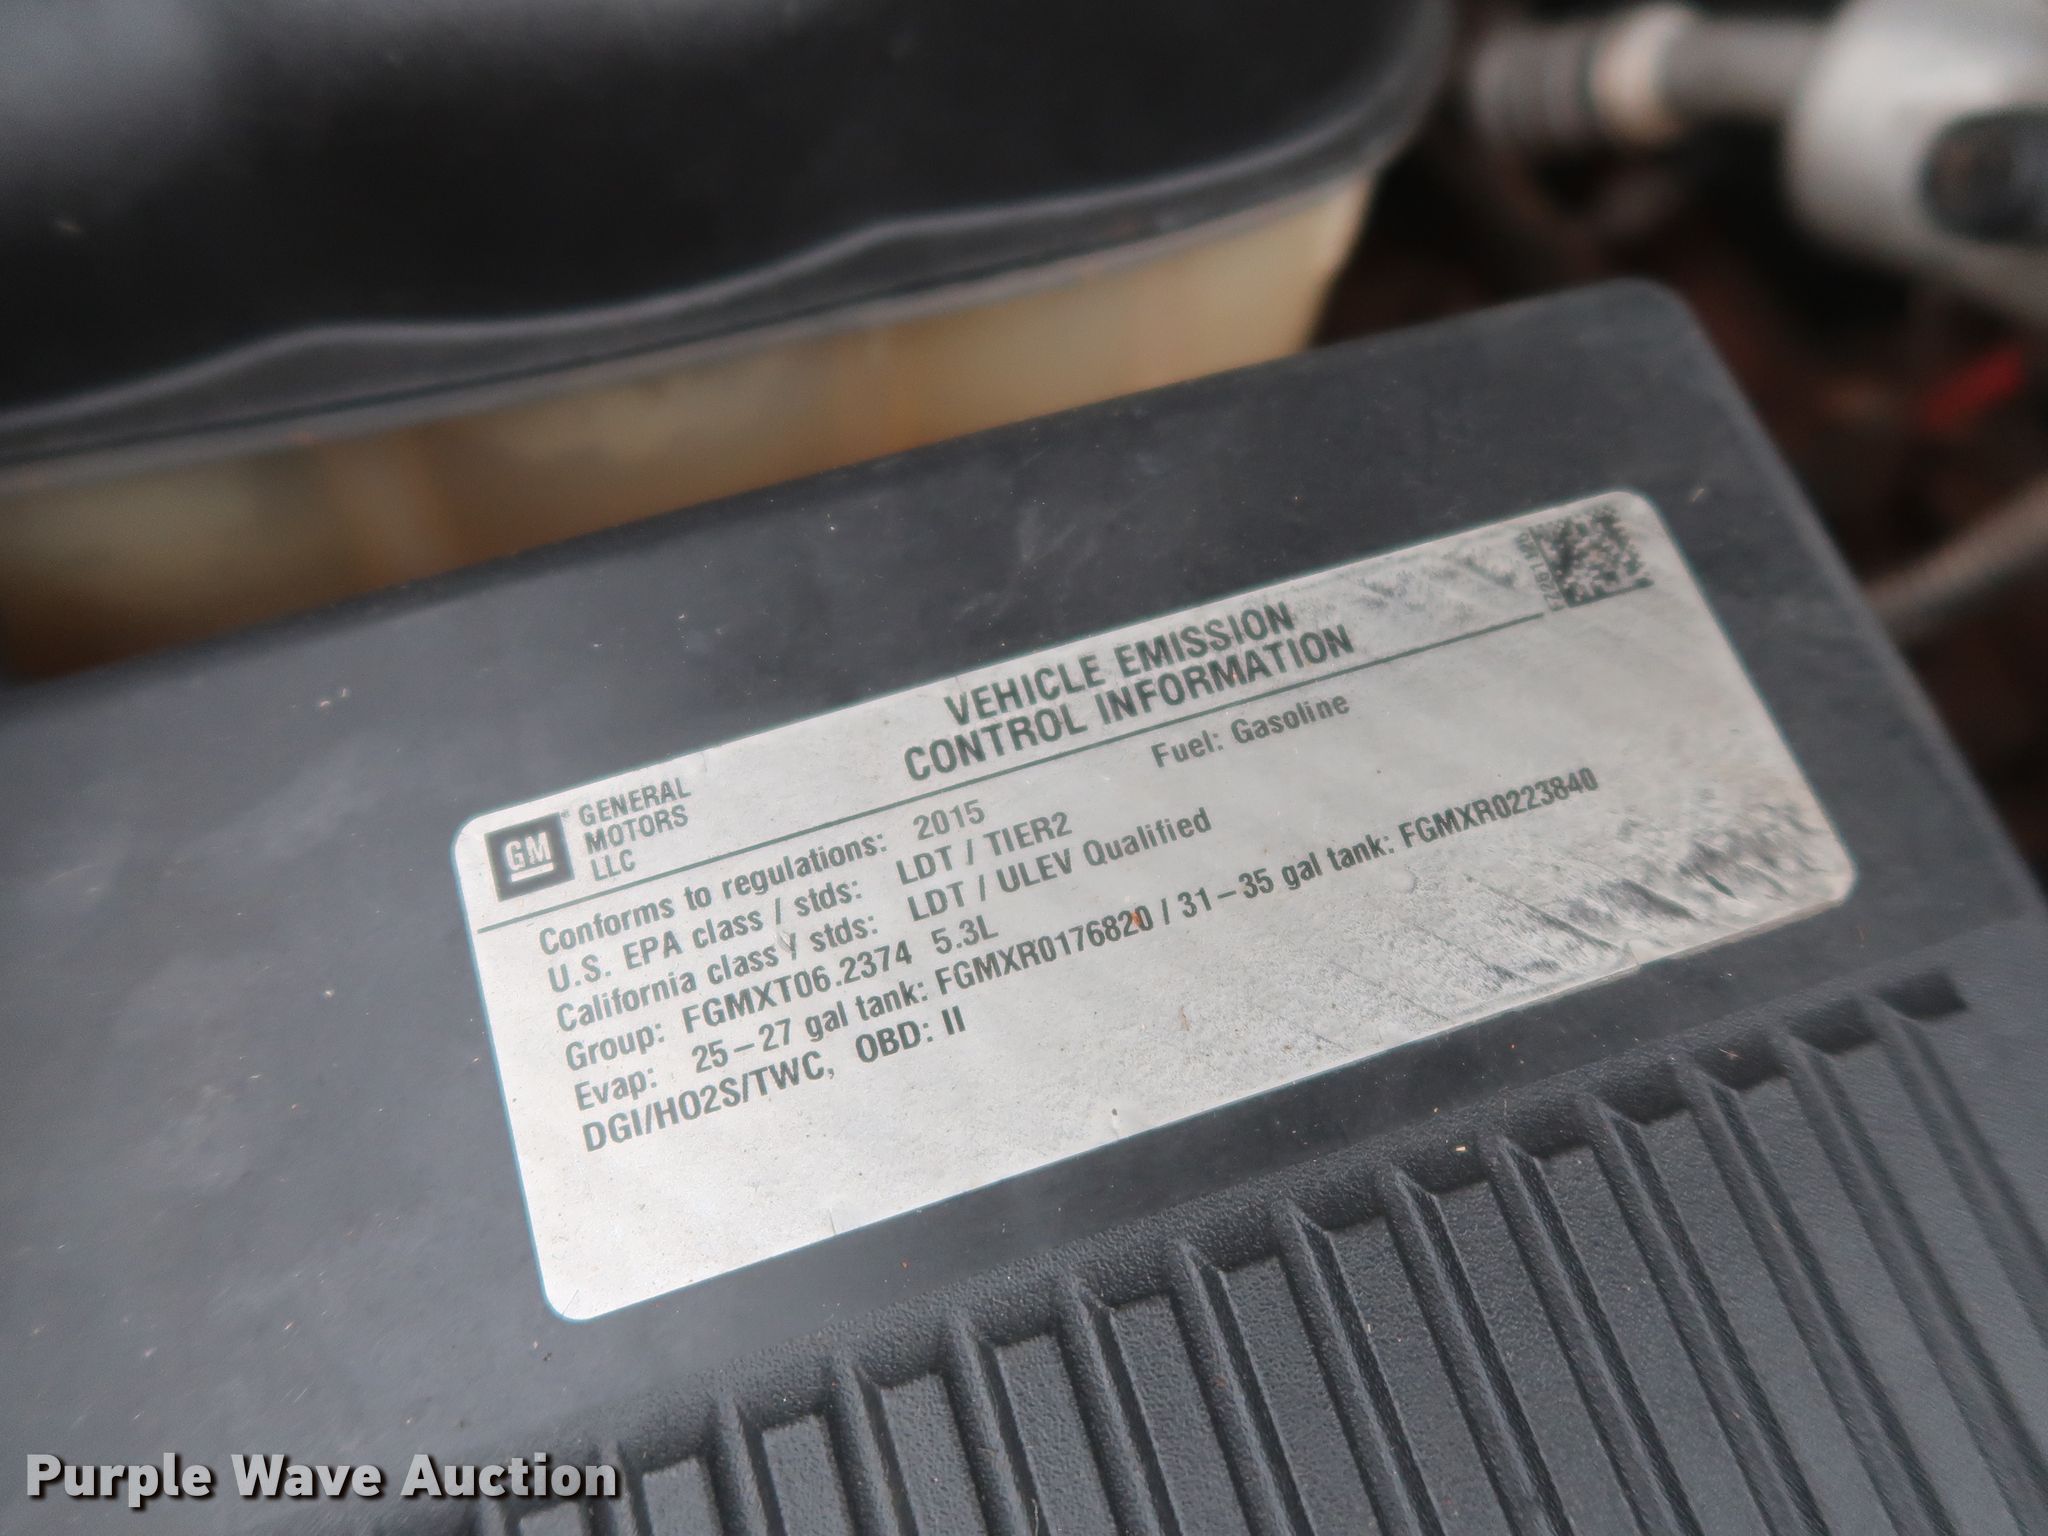 VEHICLE EMISSION
CONTROL INFORMATION
GM
GENERAL
MOTORS
LLC
Conforms to regulations: 2015 Fuel: Gasoline
U.S. EPA class / stds: LDT / TIER2
California class / stds: LDT / ULEV Qualified
Group: FGMXT06.2374 5.3L
Evap: 25–27 gal tank: FGMXR0176820 / 31–35 gal tank: FGMXR0223840
DGI/HO2S/TWC, OBD: II
Purple Wave Auction